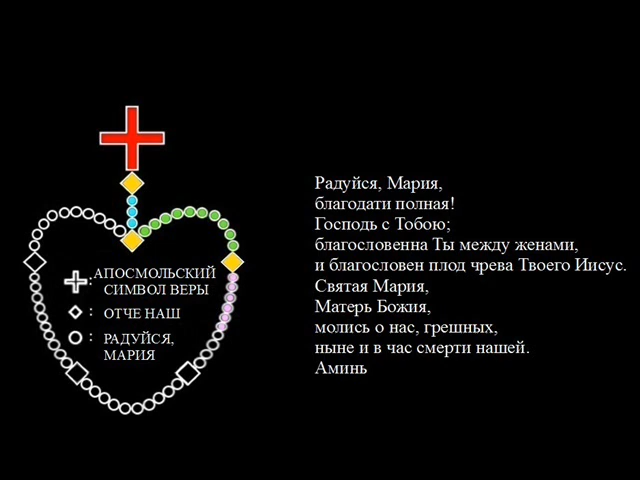 АПОСМОЛЬСКИЙ
СИМВОЛ ВЕРЫ
ОТЧЕ НАШ
РАДУЙСЯ,
МАРИЯ
Радуйся, Мария,
благодати полная!
Господь с Тобою;
благословенна Ты между женами,
и благословен плод чрева Твоего Иисус.
Святая Мария,
Матерь Божия,
молись о нас, грешных,
ныне и в час смерти нашей.
Аминь